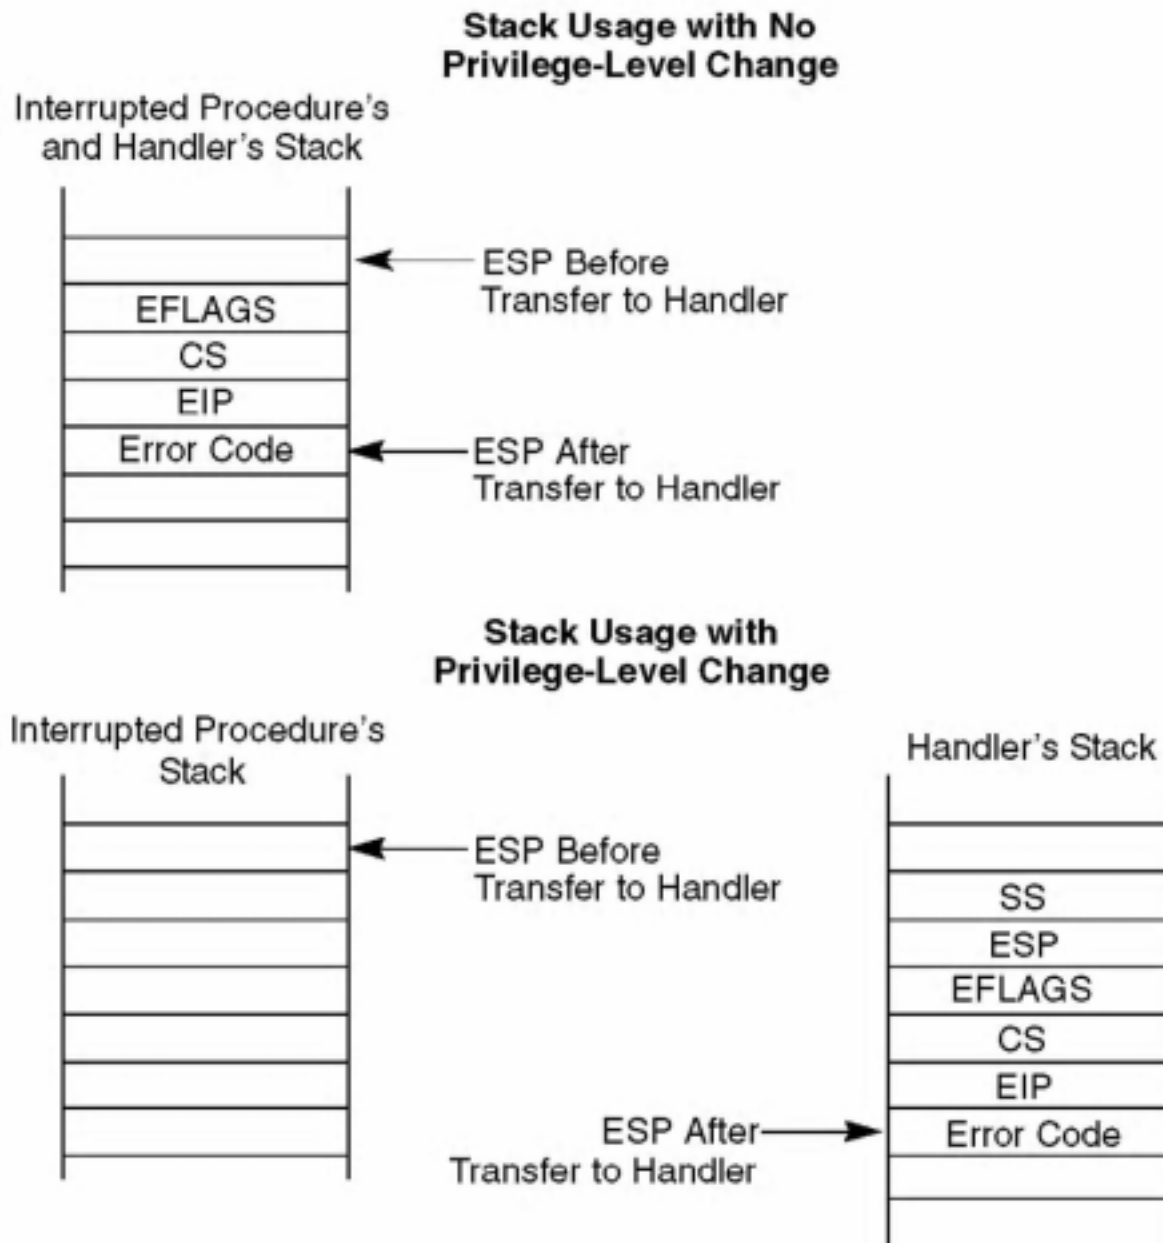 Stack Usage with No
Privilege-Level Change
Interrupted Procedure's
and Handler's Stack
ESP Before
Transfer to Handler
EFLAGS
CS
EIP
Error Code
ESP After
Transfer to Handler
Stack Usage with
Privilege-Level Change
Interrupted Procedure's
Stack
Handler's Stack
ESP Before
Transfer to Handler
SS
ESP
EFLAGS
CS
EIP
Error Code
ESP After
Transfer to Handler